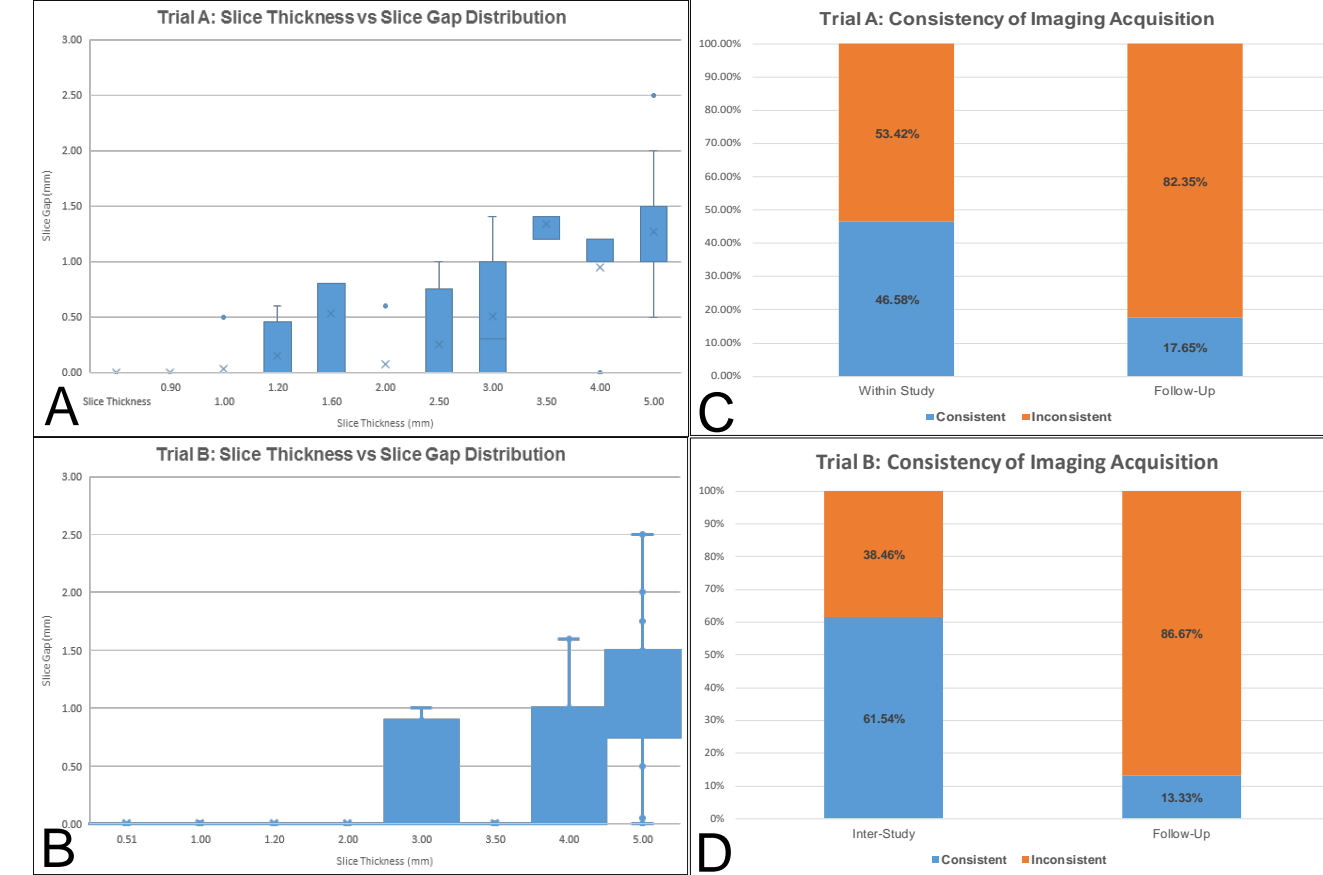 Trial A: Slice Thickness vs Slice Gap Distribution
3.00
2.50
2.00
1.50
1.00
0.50
0.00
Slice Gap (mm)
0.90 1.20 2.00 3.00 4.00
Slice Thickness 1.00 1.60 2.50 3.50 5.00
Slice Thickness (mm)
A
Trial B: Slice Thickness vs Slice Gap Distribution
3.00
2.50
2.00
1.50
1.00
0.50
0.00
Slice Gap (mm)
0.51 1.00 1.20 2.00 3.00 3.50 4.00 5.00
Slice Thickness (mm)
B
Trial A: Consistency of Imaging Acquisition
100.00%
90.00%
80.00%
70.00%
60.00%
50.00%
40.00%
30.00%
20.00%
10.00%
0.00%
53.42% 82.35%
46.58% 17.65%
Within Study Follow-Up
Consistent Inconsistent
C
Trial B: Consistency of Imaging Acquisition
100%
90%
80%
70%
60%
50%
40%
30%
20%
10%
0%
38.46% 86.67%
61.54% 13.33%
Inter-Study Follow-Up
Consistent Inconsistent
D